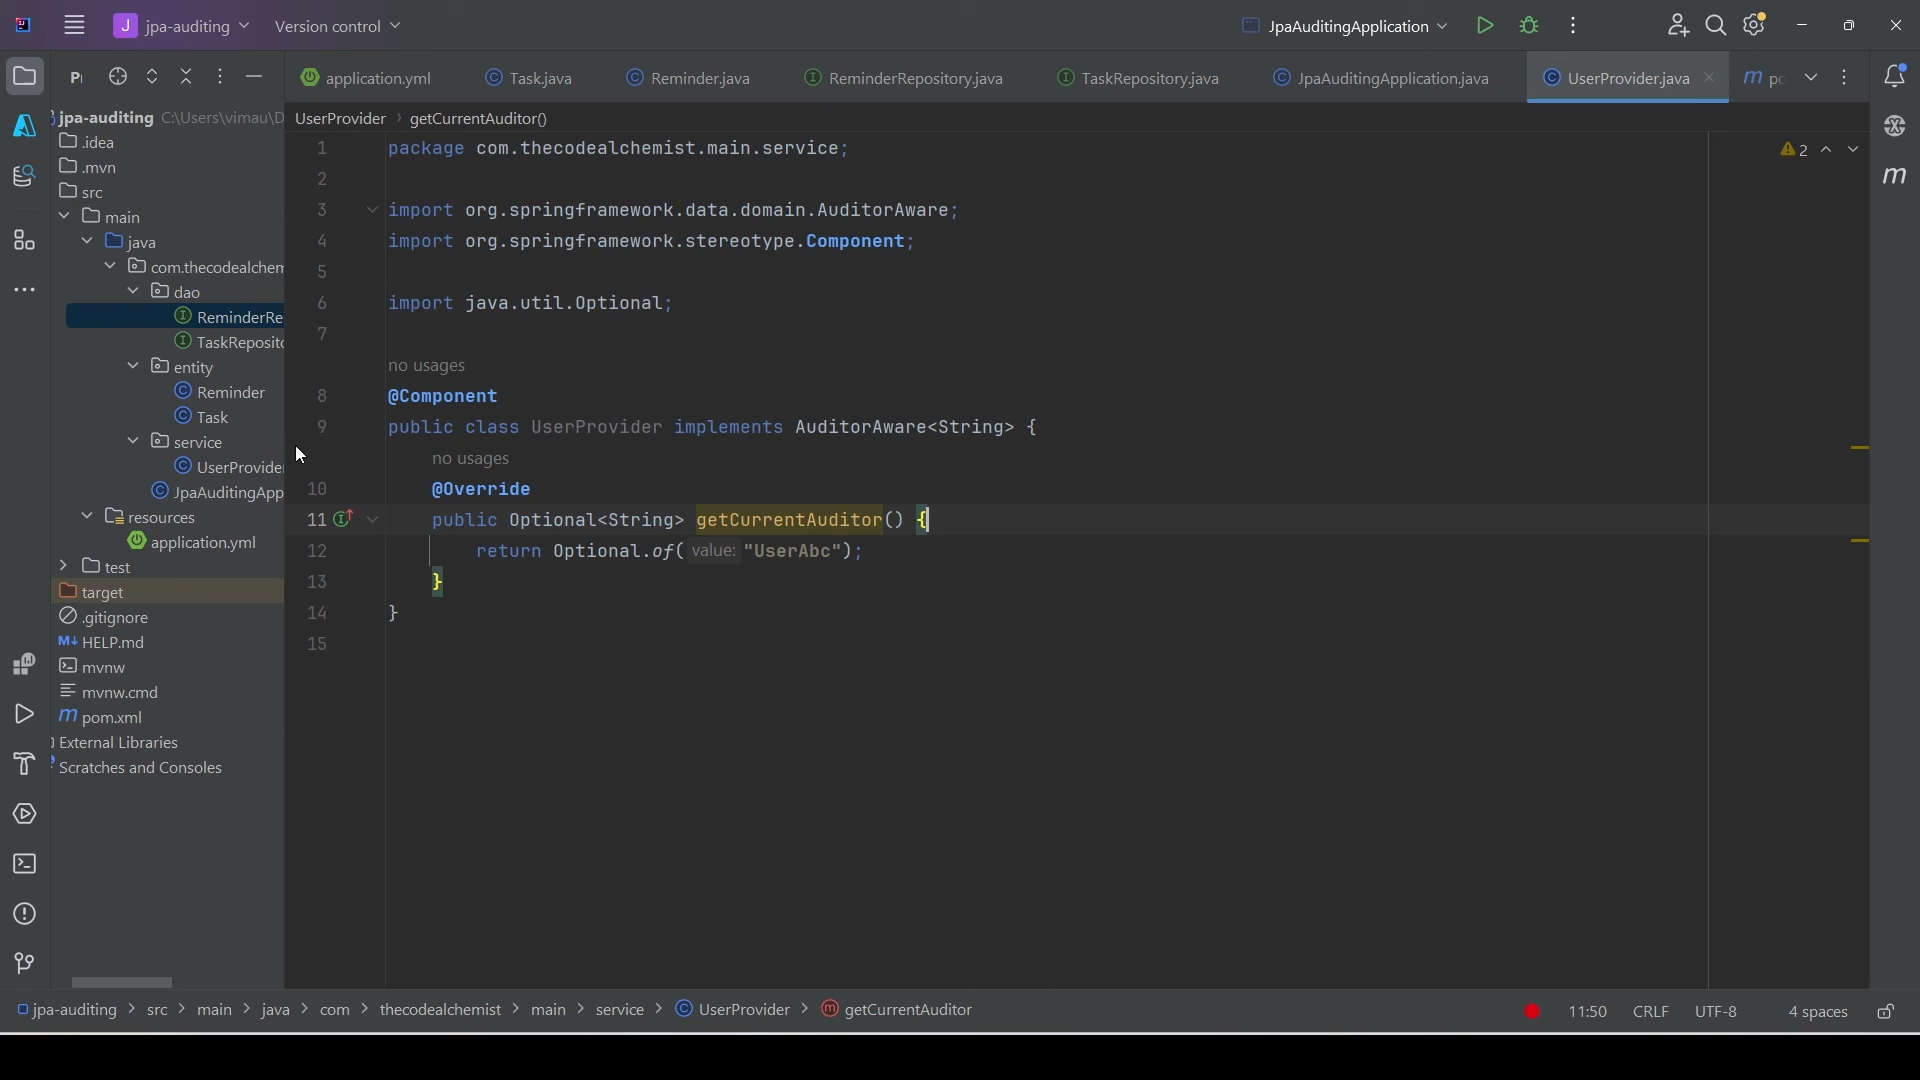 J jpa-auditing Version control JpaAuditingApplication
application.yml Task.java Reminder.java ReminderRepository.java TaskRepository.java JpaAuditingApplication.java UserProvider.java
UserProvider getCurrentAuditor()
jpa-auditing C:\Users\vimau\D
.idea
.mvn
src
main
java
com.thecodealchem
dao
ReminderRe
TaskReposito
entity
Reminder
Task
service
UserProvide
JpaAuditingApp
resources
application.yml
test
target
.gitignore
HELP.md
mvnw
mvnw.cmd
pom.xml
External Libraries
Scratches and Consoles
1 package com.thecodealchemist.main.service;
2
3 import org.springframework.data.domain.AuditorAware;
4 import org.springframework.stereotype.Component;
5
6 import java.util.Optional;
7
no usages
8 @Component
9 public class UserProvider implements AuditorAware<String> {
no usages
10 @Override
11 public Optional<String> getCurrentAuditor() {
12 return Optional.of( value: "UserAbc");
13 }
14 }
15
2
jpa-auditing > src > main > java > com > thecodealchemist > main > service > UserProvider > getCurrentAuditor
11:50 CRLF UTF-8 4 spaces